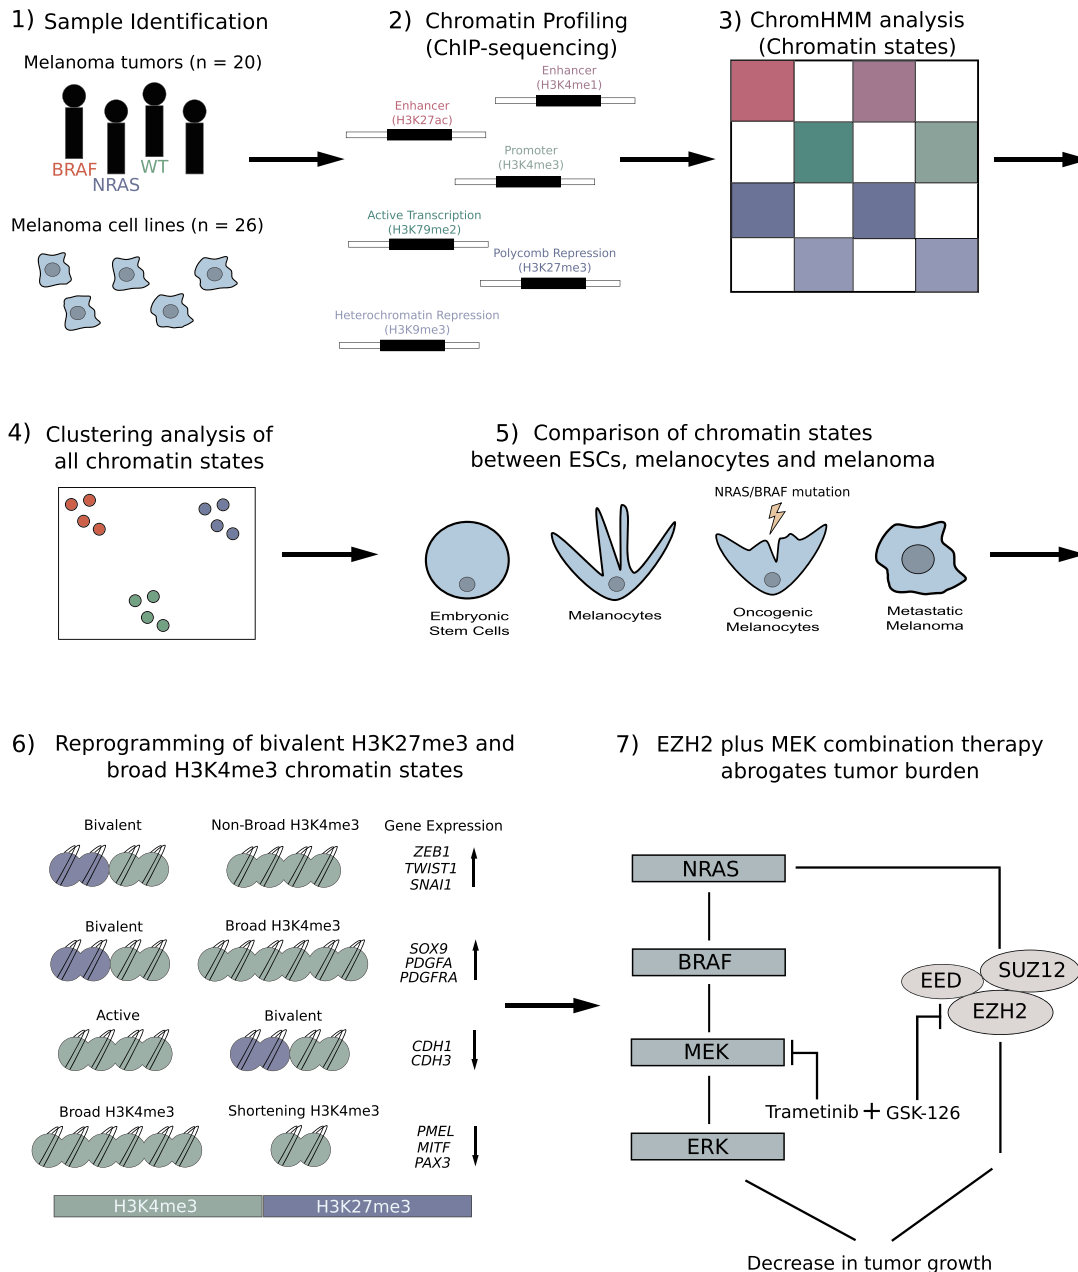 1) Sample Identification
Melanoma tumors (n = 20)
BRAF
NRAS
WT
Melanoma cell lines (n = 26)
2) Chromatin Profiling
(ChIP-sequencing)
Enhancer
(H3K4me1)
Enhancer
(H3K27ac)
Promoter
(H3K4me3)
Active Transcription
(H3K79me2)
Polycomb Repression
(H3K27me3)
Heterochromatin Repression
(H3K9me3)
3) ChromHMM analysis
(Chromatin states)
4) Clustering analysis of
all chromatin states
5) Comparison of chromatin states
between ESCs, melanocytes and melanoma
NRAS/BRAF mutation
Embryonic
Stem Cells
Melanocytes
Oncogenic
Melanocytes
Metastatic
Melanoma
6) Reprogramming of bivalent H3K27me3 and
broad H3K4me3 chromatin states
Bivalent
Non-Broad H3K4me3
Gene Expression
ZEB1
TWIST1
SNAI1
Bivalent
Broad H3K4me3
SOX9
PDGFA
PDGFRA
Active
Bivalent
CDH1
CDH3
Broad H3K4me3
Shortening H3K4me3
PMEL
MITF
PAX3
H3K4me3
H3K27me3
7) EZH2 plus MEK combination therapy
abrogates tumor burden
NRAS
BRAF
MEK
ERK
EED
SUZ12
EZH2
Trametinib + GSK-126
Decrease in tumor growth